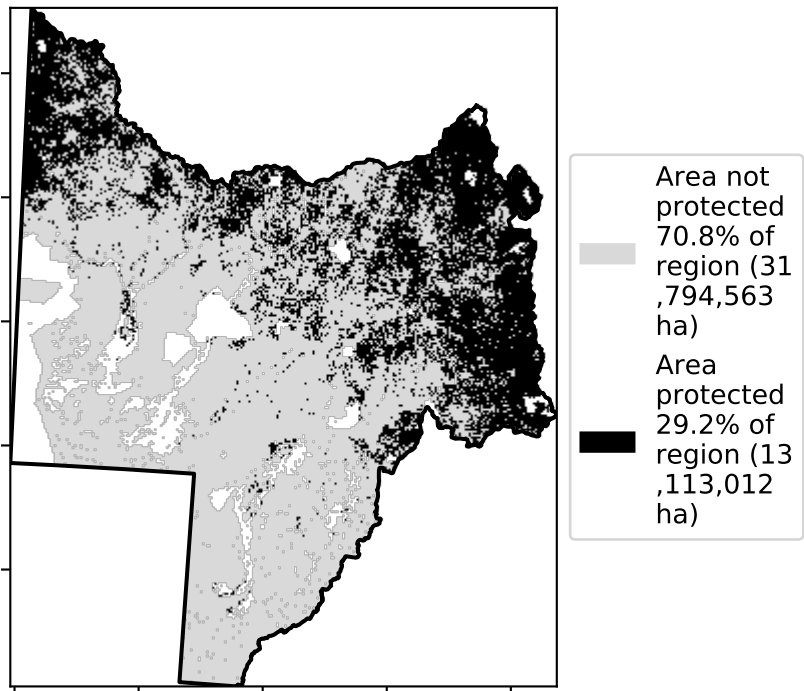 Area not
protected
70.8% of
region (31
,794,563
ha)
Area
protected
29.2% of
region (13
,113,012
ha)